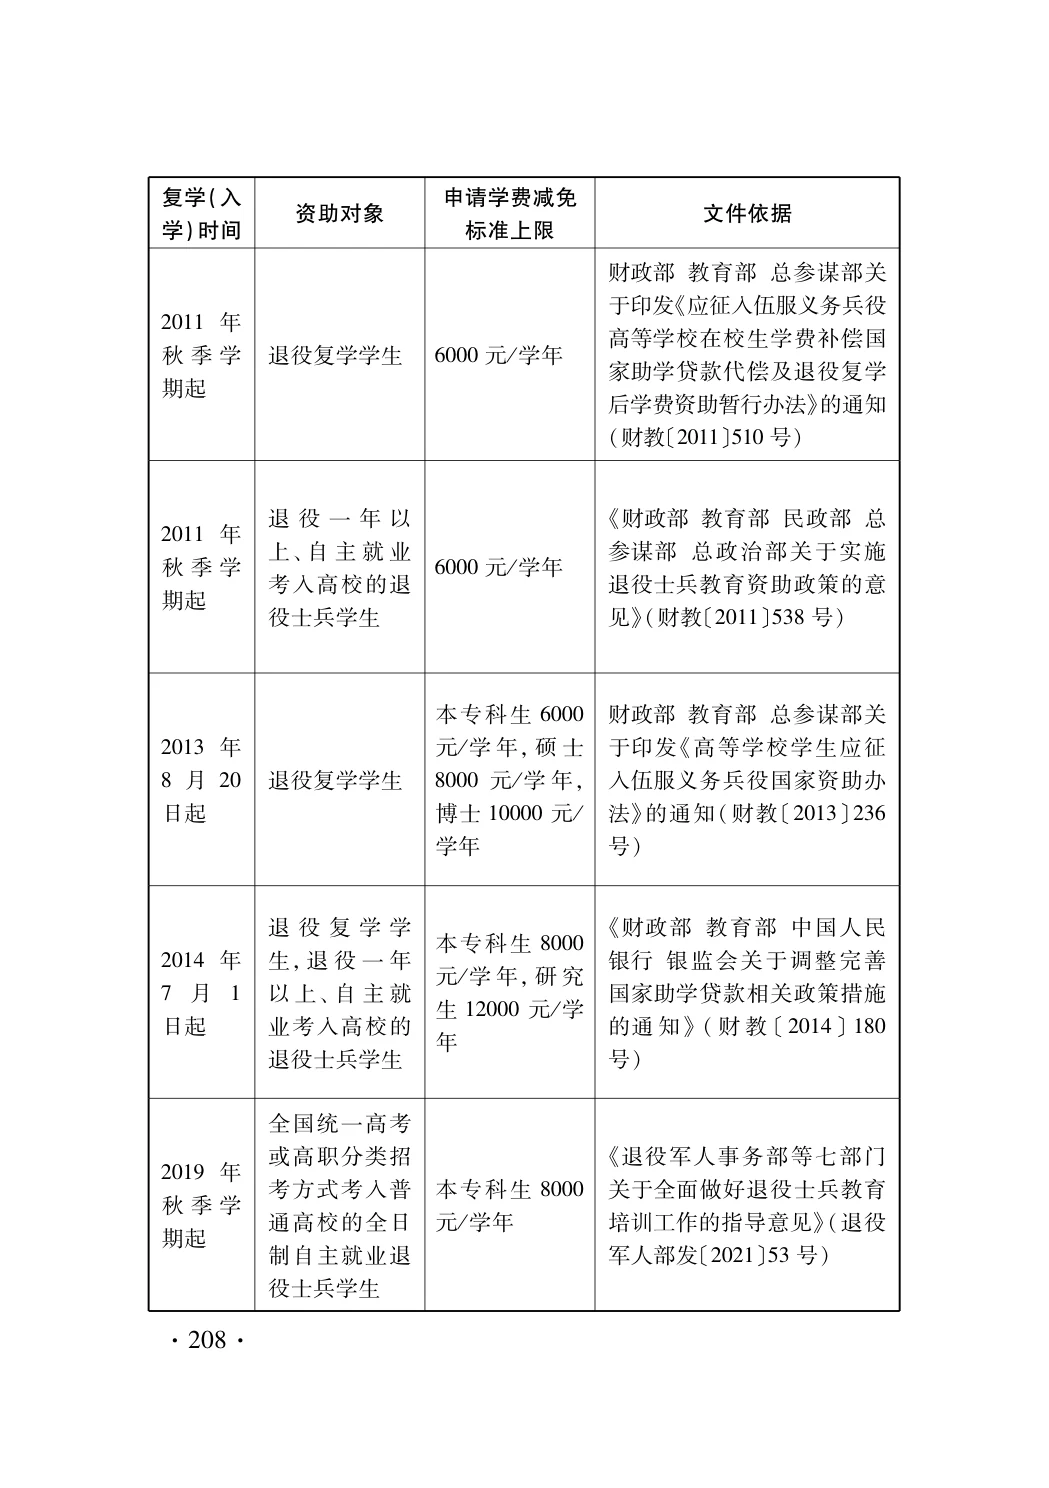 复学(入
学)时间
资助对象
申请学费减免
标准上限
文件依据
2011 年
秋季学
期起
退役复学学生
6000 元/学年
财政部 教育部 总参谋部关
于印发《应征入伍服义务兵役
高等学校在校生学费补偿国
家助学贷款代偿及退役复学
后学费资助暂行办法》的通知
(财教〔2011〕510 号)
2011 年
秋季学
期起
退役一年以
上、自主就业
考入高校的退
役士兵学生
6000 元/学年
《财政部 教育部 民政部 总
参谋部 总政治部关于实施
退役士兵教育资助政策的意
见》(财教〔2011〕538 号)
2013 年
8 月 20
日起
退役复学学生
本专科生 6000
元/学年,硕士
8000 元/学年,
博士 10000 元/
学年
财政部 教育部 总参谋部关
于印发《高等学校学生应征
入伍服义务兵役国家资助办
法》的通知(财教〔2013〕236
号)
2014 年
7 月 1
日起
退役复学学
生,退役一年
以上、自主就
业考入高校的
退役士兵学生
本专科生 8000
元/学年,研究
生 12000 元/学
年
《财政部 教育部 中国人民
银行 银监会关于调整完善
国家助学贷款相关政策措施
的通知》(财教〔2014〕180
号)
2019 年
秋季学
期起
全国统一高考
或高职分类招
考方式考入普
通高校的全日
制自主就业退
役士兵学生
本专科生 8000
元/学年
《退役军人事务部等七部门
关于全面做好退役士兵教育
培训工作的指导意见》(退役
军人部发〔2021〕53 号)
· 208 ·